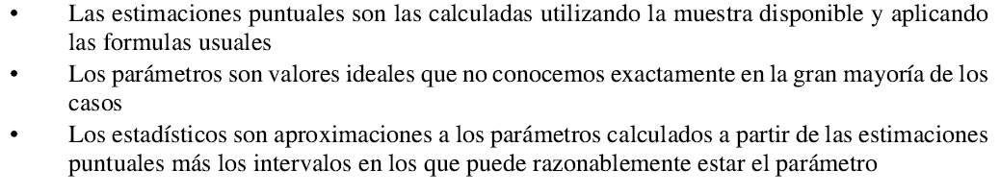 • Las estimaciones puntuales son las calculadas utilizando la muestra disponible y aplicando
las formulas usuales
• Los parámetros son valores ideales que no conocemos exactamente en la gran mayoría de los
casos
• Los estadísticos son aproximaciones a los parámetros calculados a partir de las estimaciones
puntuales más los intervalos en los que puede razonablemente estar el parámetro